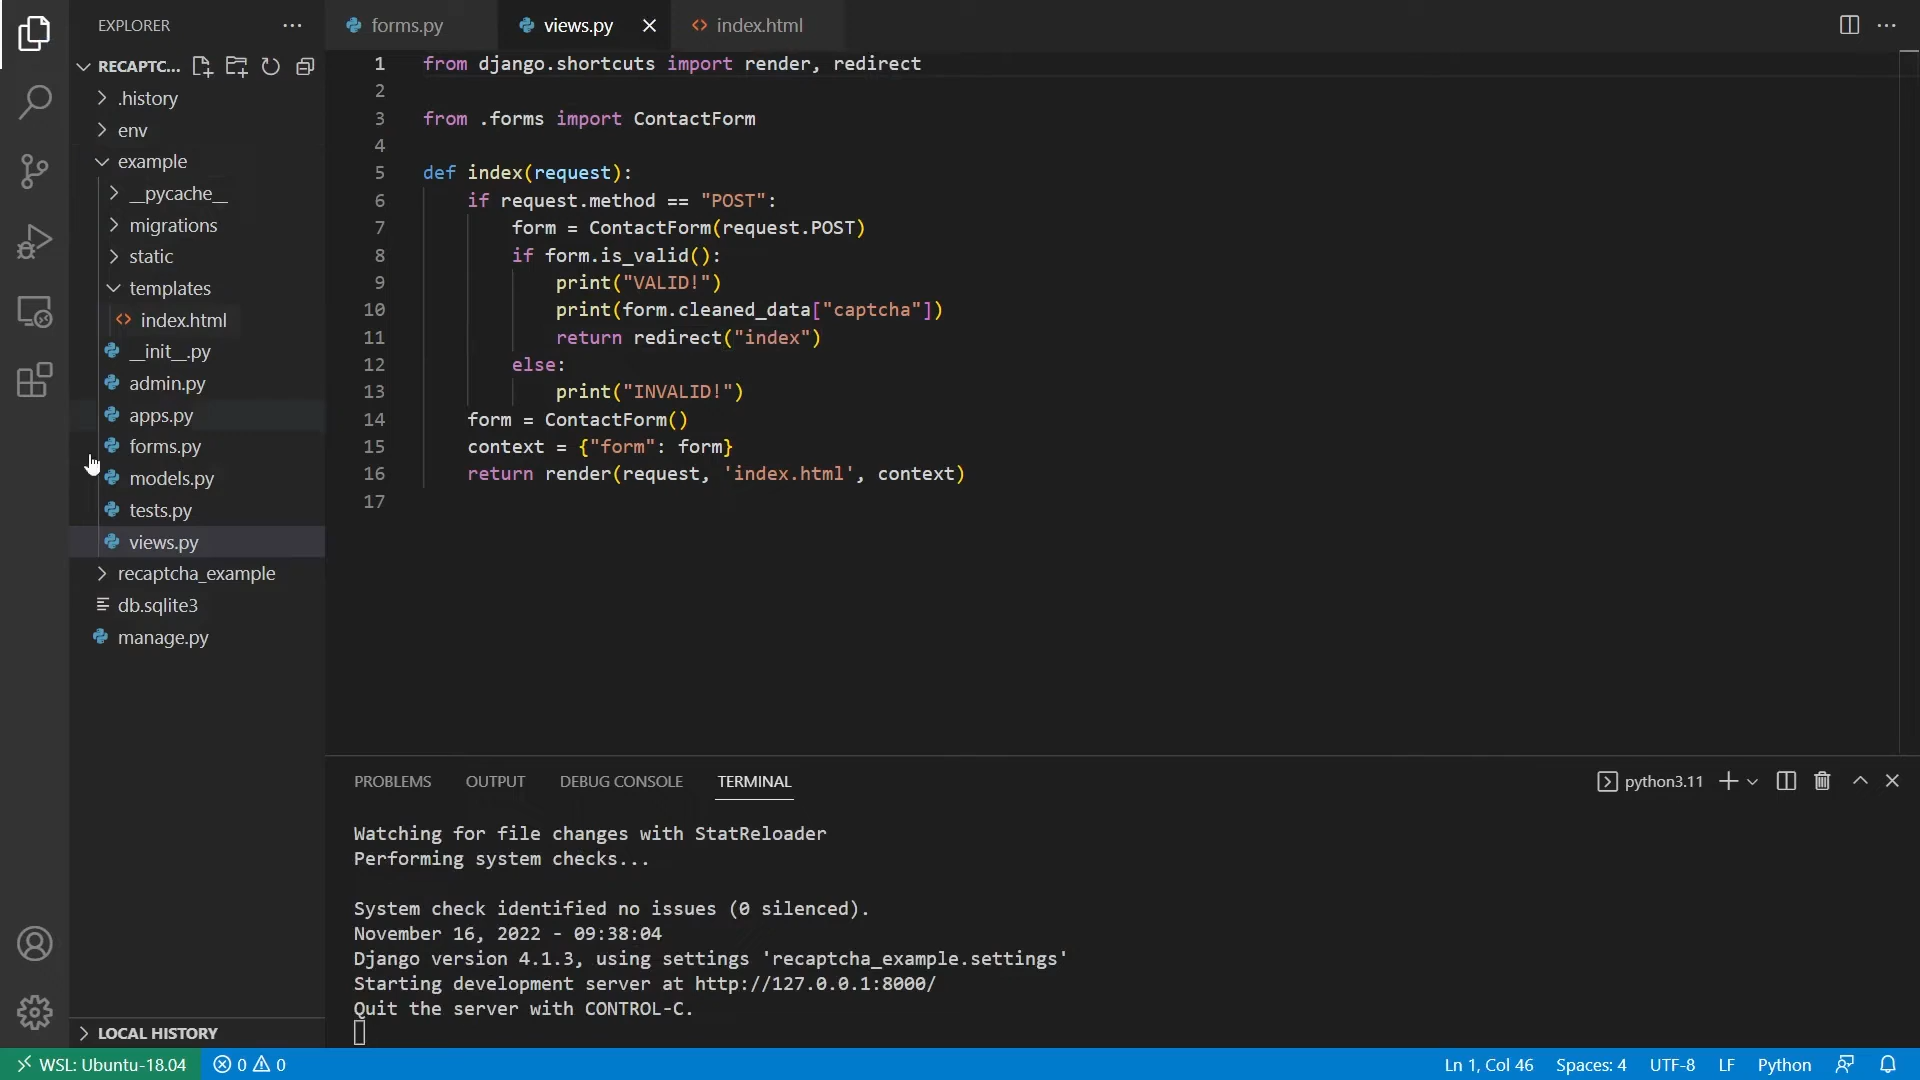 EXPLORER
RECAPTC...
.history
env
example
__pycache__
migrations
static
templates
index.html
__init__.py
admin.py
apps.py
forms.py
models.py
tests.py
views.py
recaptcha_example
db.sqlite3
manage.py
LOCAL HISTORY
forms.py
views.py
index.html
1 from django.shortcuts import render, redirect
2
3 from .forms import ContactForm
4
5 def index(request):
6 if request.method == "POST":
7 form = ContactForm(request.POST)
8 if form.is_valid():
9 print("VALID!")
10 print(form.cleaned_data["captcha"])
11 return redirect("index")
12 else:
13 print("INVALID!")
14 form = ContactForm()
15 context = {"form": form}
16 return render(request, 'index.html', context)
17
PROBLEMS OUTPUT DEBUG CONSOLE TERMINAL python3.11
Watching for file changes with StatReloader
Performing system checks...
System check identified no issues (0 silenced).
November 16, 2022 - 09:38:04
Django version 4.1.3, using settings 'recaptcha_example.settings'
Starting development server at http://127.0.0.1:8000/
Quit the server with CONTROL-C.
WSL: Ubuntu-18.04 0 0 Ln 1, Col 46 Spaces: 4 UTF-8 LF Python